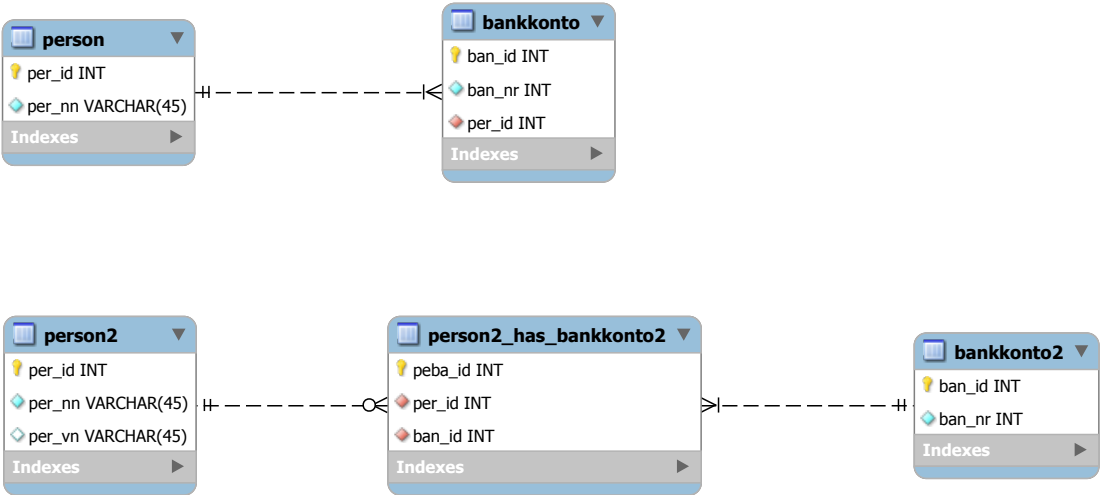 person
per_id INT
per_nn VARCHAR(45)
Indexes
bankkonto
ban_id INT
ban_nr INT
per_id INT
Indexes
person2
per_id INT
per_nn VARCHAR(45)
per_vn VARCHAR(45)
Indexes
person2_has_bankkonto2
peba_id INT
per_id INT
ban_id INT
Indexes
bankkonto2
ban_id INT
ban_nr INT
Indexes